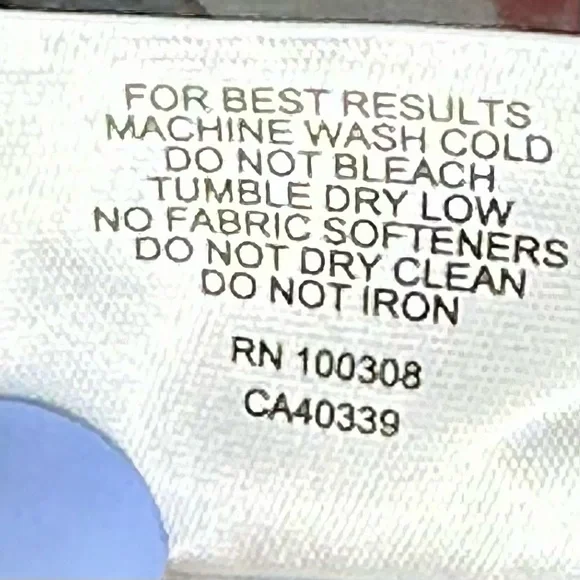 FOR BEST RESULTS
MACHINE WASH COLD
DO NOT BLEACH
TUMBLE DRY LOW
NO FABRIC SOFTENERS
DO NOT DRY CLEAN
DO NOT IRON
RN 100308
CA40339